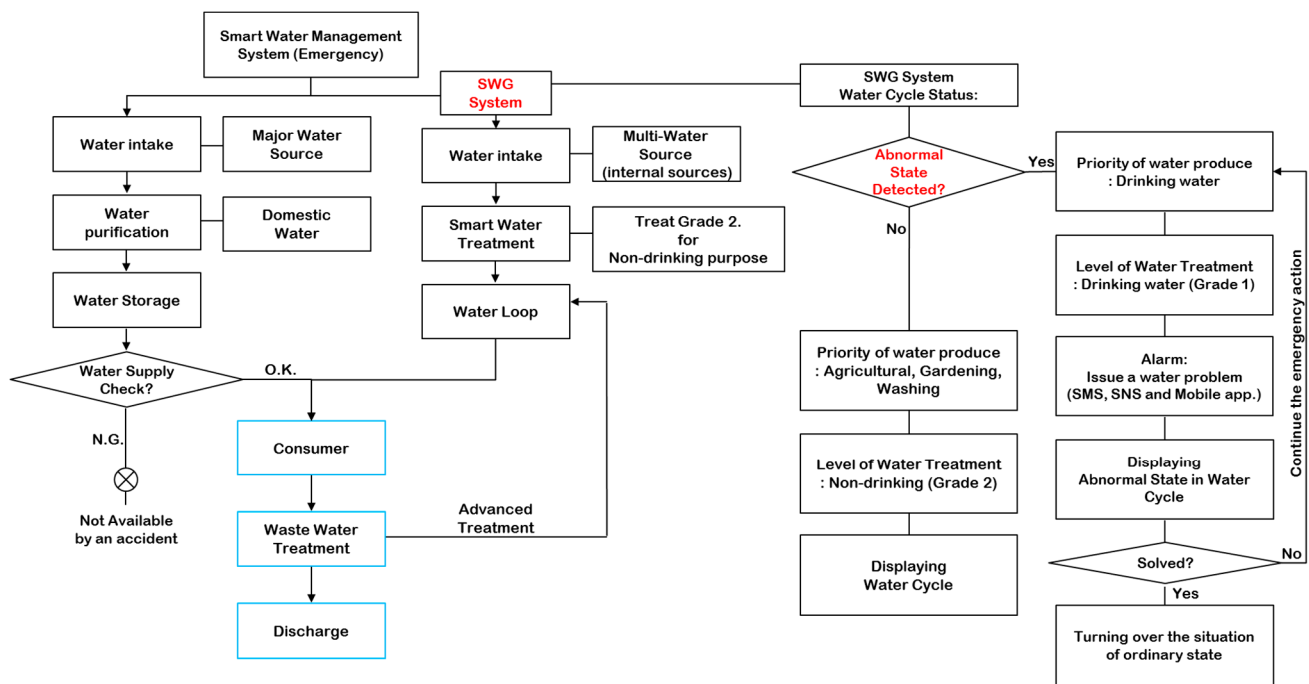 Smart Water Management
System (Emergency)
SWG
System
SWG System
Water Cycle Status:
Water intake
Major Water
Source
Water intake
Multi-Water
Source
(internal sources)
Abnormal
State
Detected?
Yes
Priority of water produce
: Drinking water
Water
purification
Domestic
Water
Smart Water
Treatment
Treat Grade 2.
for
Non-drinking purpose
No
Level of Water Treatment
: Drinking water (Grade 1)
Water Storage
Water Loop
Water Supply
Check?
O.K.
Priority of water produce
: Agricultural, Gardening,
Washing
Alarm:
Issue a water problem
(SMS, SNS and Mobile app.)
Continue the emergency action
N.G.
Consumer
Level of Water Treatment
: Non-drinking (Grade 2)
Displaying
Abnormal State in Water
Cycle
Not Available
by an accident
Waste Water
Treatment
Advanced
Treatment
Displaying
Water Cycle
Solved?
No
Yes
Discharge
Turning over the situation
of ordinary state